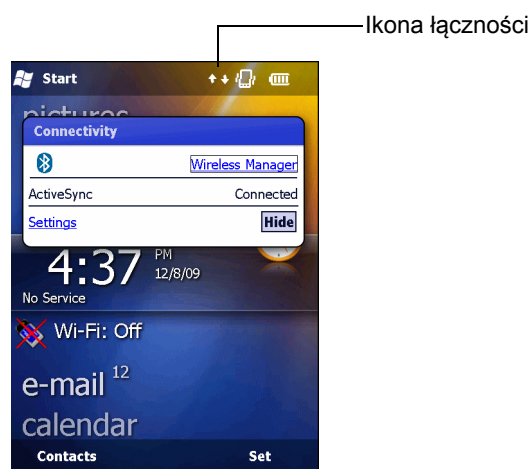 Ikona łączności
Start
pictures
Connectivity
Wireless Manager
ActiveSync Connected
Settings Hide
4:37 PM
12/8/09
No Service
Wi-Fi: Off
e-mail 12
calendar
Contacts Set